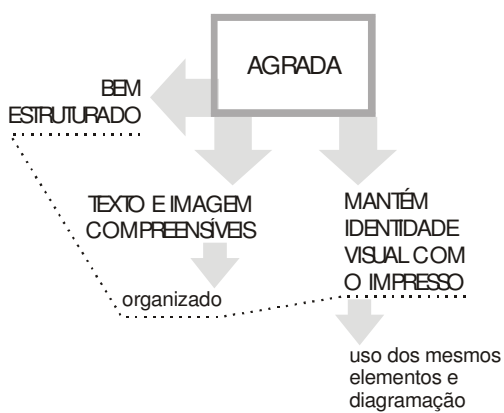 AGRADA
BEM
ESTRUTURADO
TEXTO E IMAGEM
COMPREENSÍVEIS
MANTÉM
IDENTIDADE
VISUAL COM
O IMPRESSO
organizado
uso dos mesmos
elementos e
diagramação